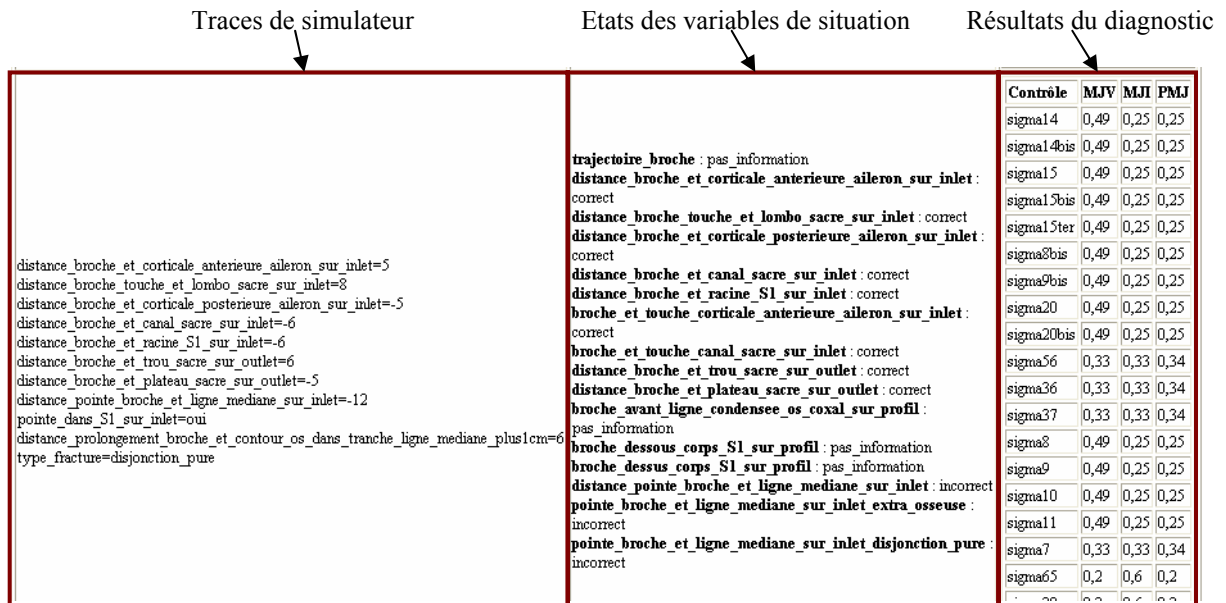 Traces de simulateur
Etats des variables de situation
Résultats du diagnostic
distance_broche_et_corticale_anterieure_aileron_sur_inlet=5
distance_broche_touche_et_lombo_sacre_sur_inlet=8
distance_broche_et_corticale_posterieure_aileron_sur_inlet=-5
distance_broche_et_canal_sacre_sur_inlet=-6
distance_broche_et_racine_S1_sur_inlet=-6
distance_broche_et_trou_sacre_sur_outlet=6
distance_broche_et_plateau_sacre_sur_outlet=-5
distance_pointe_broche_et_ligne_mediane_sur_inlet=-12
pointe_dans_S1_sur_inlet=oui
distance_prolongement_broche_et_contour_os_dans_tranche_ligne_mediane_plus1cm=6
type_fracture=disjonction_pure
trajectoire_broche : pas_information
distance_broche_et_corticale_anterieure_aileron_sur_inlet :
correct
distance_broche_touche_et_lombo_sacre_sur_inlet : correct
distance_broche_et_corticale_posterieure_aileron_sur_inlet :
correct
distance_broche_et_canal_sacre_sur_inlet : correct
distance_broche_et_racine_S1_sur_inlet : correct
broche_et_touche_corticale_anterieure_aileron_sur_inlet :
correct
broche_et_touche_canal_sacre_sur_inlet : correct
distance_broche_et_trou_sacre_sur_outlet : correct
distance_broche_et_plateau_sacre_sur_outlet : correct
broche_avant_ligne_condensee_os_coxal_sur_profil :
pas_information
broche_dessous_corps_S1_sur_profil : pas_information
broche_dessus_corps_S1_sur_profil : pas_information
distance_pointe_broche_et_ligne_mediane_sur_inlet : incorrect
pointe_broche_et_ligne_mediane_sur_inlet_extra_osseuse :
incorrect
pointe_broche_et_ligne_mediane_sur_inlet_disjonction_pure :
incorrect
Contrôle MJV MJI PMJ
sigma14 0,49 0,25 0,25
sigma14bis 0,49 0,25 0,25
sigma15 0,49 0,25 0,25
sigma15bis 0,49 0,25 0,25
sigma15ter 0,49 0,25 0,25
sigma8bis 0,49 0,25 0,25
sigma9bis 0,49 0,25 0,25
sigma20 0,49 0,25 0,25
sigma20bis 0,49 0,25 0,25
sigma56 0,33 0,33 0,34
sigma36 0,33 0,33 0,34
sigma37 0,33 0,33 0,34
sigma8 0,49 0,25 0,25
sigma9 0,49 0,25 0,25
sigma10 0,49 0,25 0,25
sigma11 0,49 0,25 0,25
sigma7 0,33 0,33 0,34
sigma65 0,2 0,6 0,2